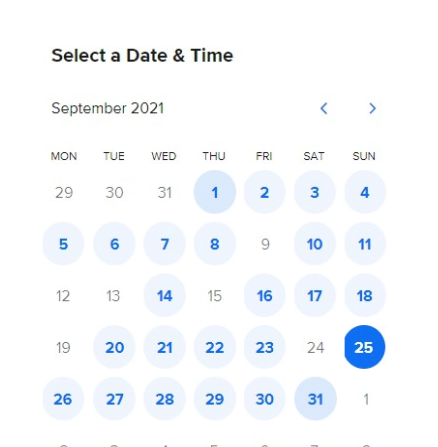 Select a Date & Time
September 2021
MON TUE WED THU FRI SAT SUN
29 30 31 1 2 3 4
5 6 7 8 9 10 11
12 13 14 15 16 17 18
19 20 21 22 23 24 25
26 27 28 29 30 31 1